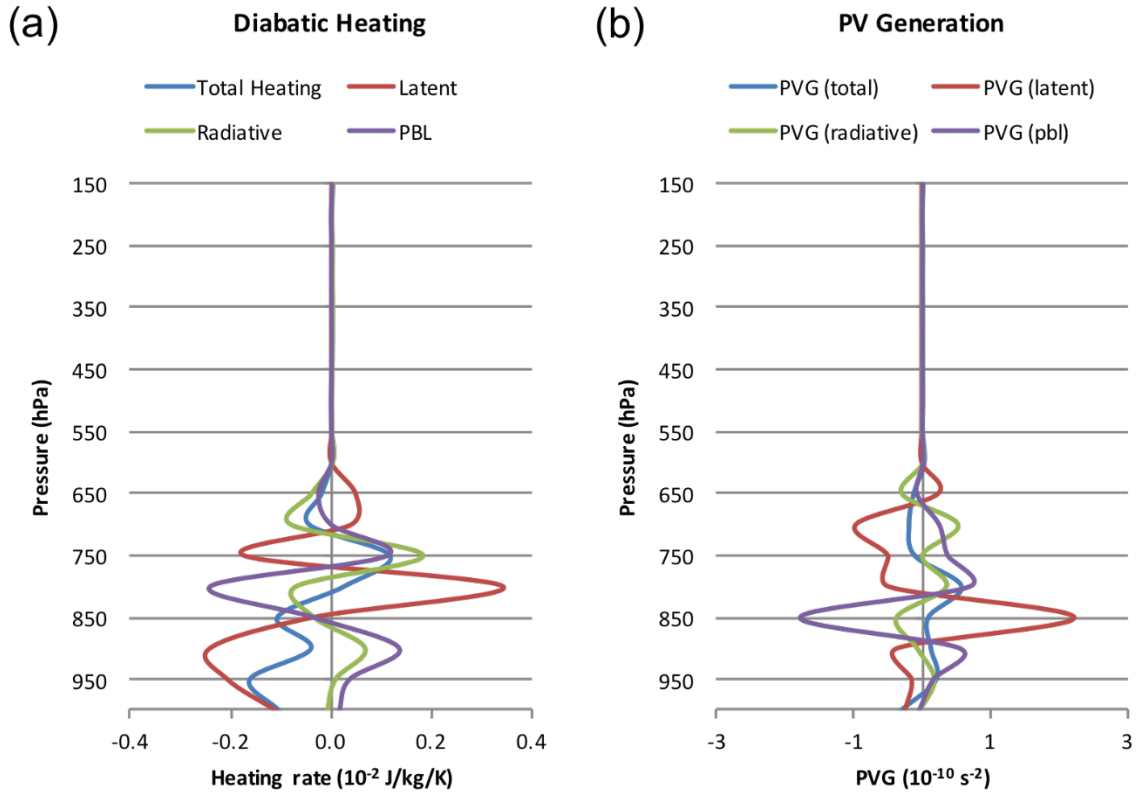 (a)
Diabatic Heating
Total Heating
Latent
Radiative
PBL
150
250
350
450
550
650
750
850
950
Pressure (hPa)
-0.4
-0.2
0.0
0.2
0.4
Heating rate (10⁻² J/kg/K)
(b)
PV Generation
PVG (total)
PVG (latent)
PVG (radiative)
PVG (pbl)
150
250
350
450
550
650
750
850
950
Pressure (hPa)
-3
-1
1
3
PVG (10⁻¹⁰ s⁻²)